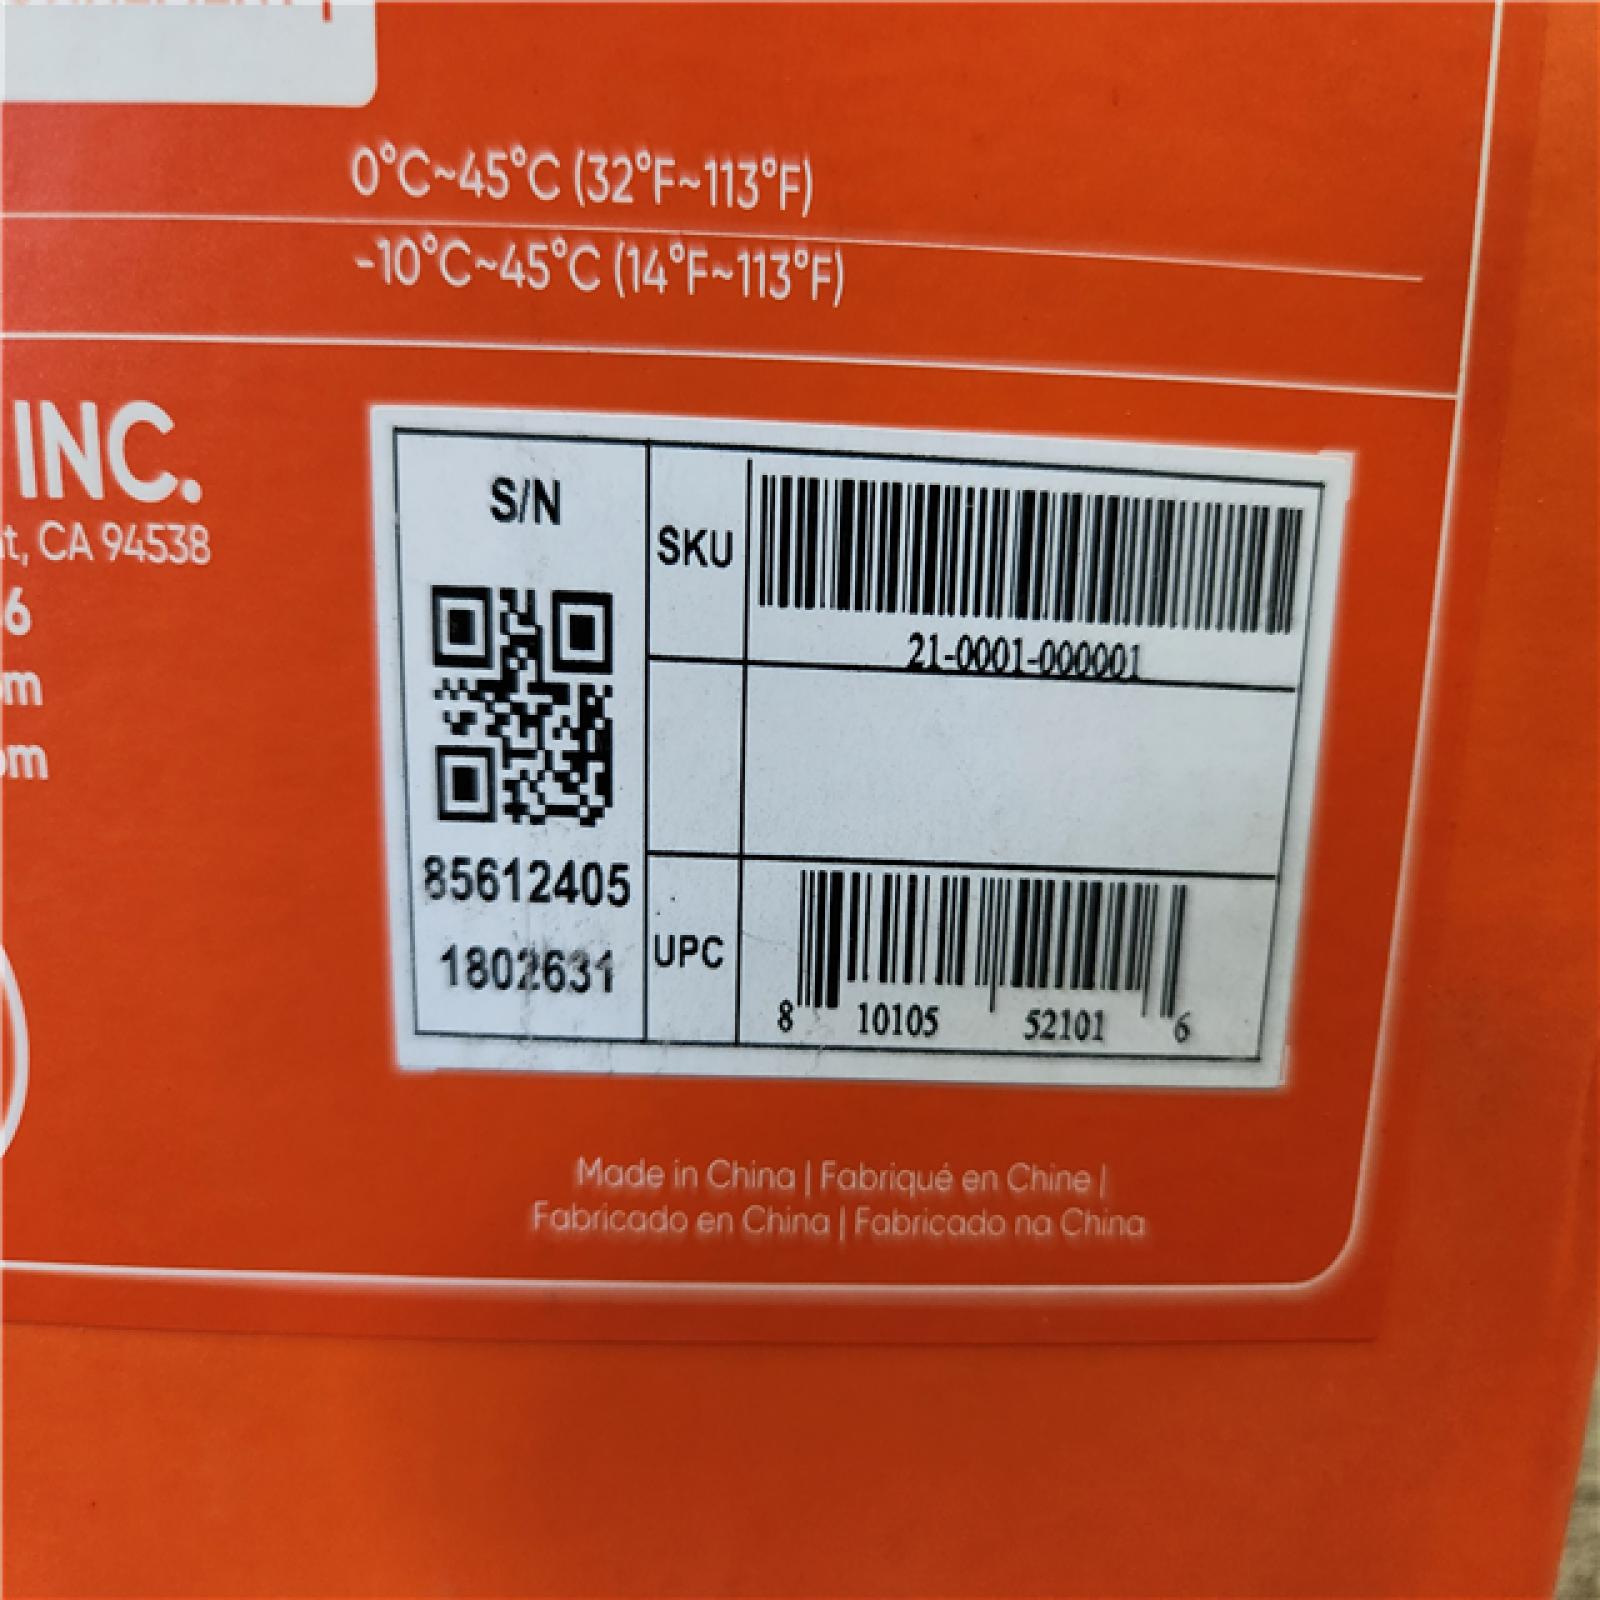 0°C~45°C (32°F~113°F)
-10°C~45°C (14°F~113°F)
INC.
CA 94538
6
S/N
SKU
21-0001-000001
85612405
1802631
UPC
8 10105 52101 6
Made in China | Fabriqué en Chine |
Fabricado en China | Fabricado na China